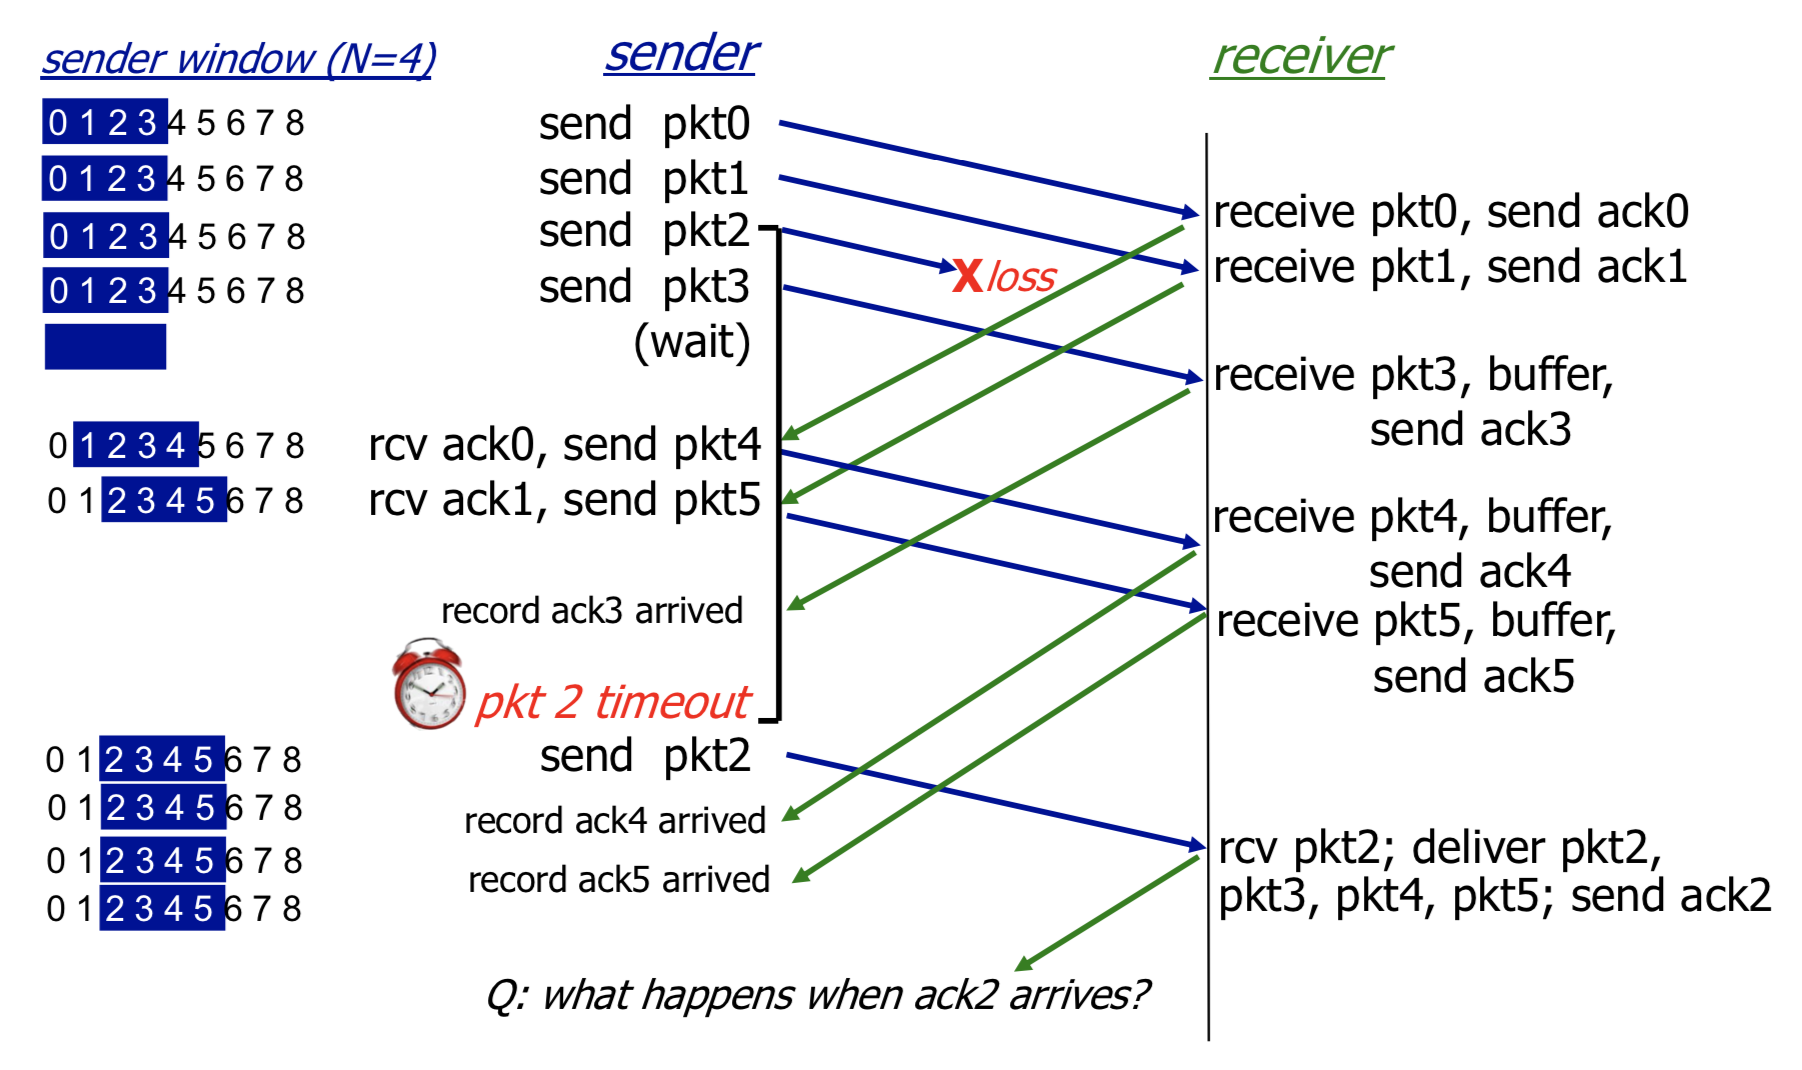 sender window (N=4)
sender
receiver
0 1 2 3 4 5 6 7 8
send pkt0
0 1 2 3 4 5 6 7 8
send pkt1
receive pkt0, send ack0
0 1 2 3 4 5 6 7 8
send pkt2
X loss
receive pkt1, send ack1
0 1 2 3 4 5 6 7 8
send pkt3
(wait)
receive pkt3, buffer,
send ack3
0 1 2 3 4 5 6 7 8
rcv ack0, send pkt4
0 1 2 3 4 5 6 7 8
rcv ack1, send pkt5
receive pkt4, buffer,
send ack4
record ack3 arrived
receive pkt5, buffer,
send ack5
pkt 2 timeout
0 1 2 3 4 5 6 7 8
send pkt2
0 1 2 3 4 5 6 7 8
record ack4 arrived
0 1 2 3 4 5 6 7 8
record ack5 arrived
0 1 2 3 4 5 6 7 8
rcv pkt2; deliver pkt2,
pkt3, pkt4, pkt5; send ack2
Q: what happens when ack2 arrives?